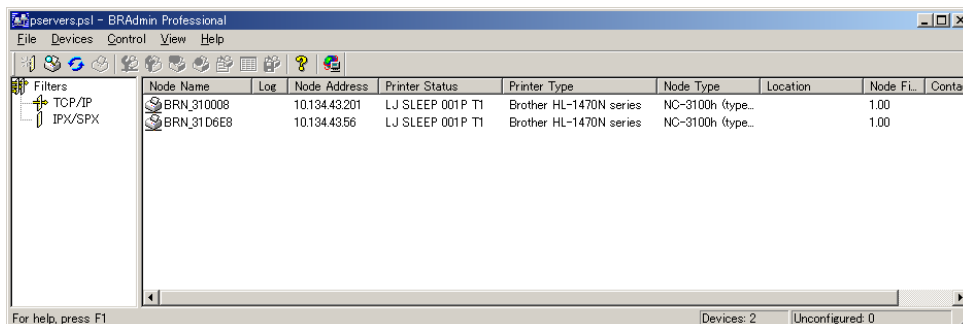 pservers.psl - BRAdmin Professional
File Devices Control View Help
Filters
TCP/IP
IPX/SPX
Node Name Log Node Address Printer Status Printer Type Node Type Location Node Fi... Conta
BRN_310008 10.134.43.201 LJ SLEEP 001 P T1 Brother HL-1470N series NC-3100h (type... 1.00
BRN_31D6E8 10.134.43.56 LJ SLEEP 001 P T1 Brother HL-1470N series NC-3100h (type... 1.00
For help, press F1 Devices: 2 Unconfigured: 0